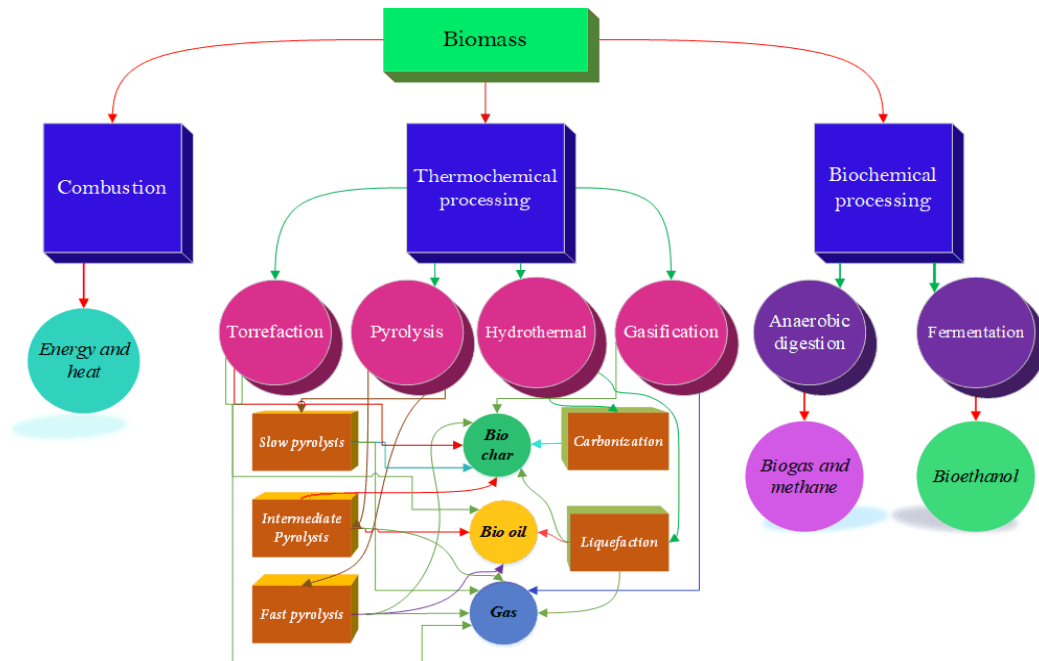 Biomass
Combustion
Thermochemical
processing
Biochemical
processing
Energy and
heat
Torrefaction
Pyrolysis
Hydrothermal
Gasification
Anaerobic
digestion
Fermentation
Slow pyrolysis
Bio
char
Carbonization
Biogas and
methane
Bioethanol
Intermediate
Pyrolysis
Bio oil
Liquefaction
Fast pyrolysis
Gas